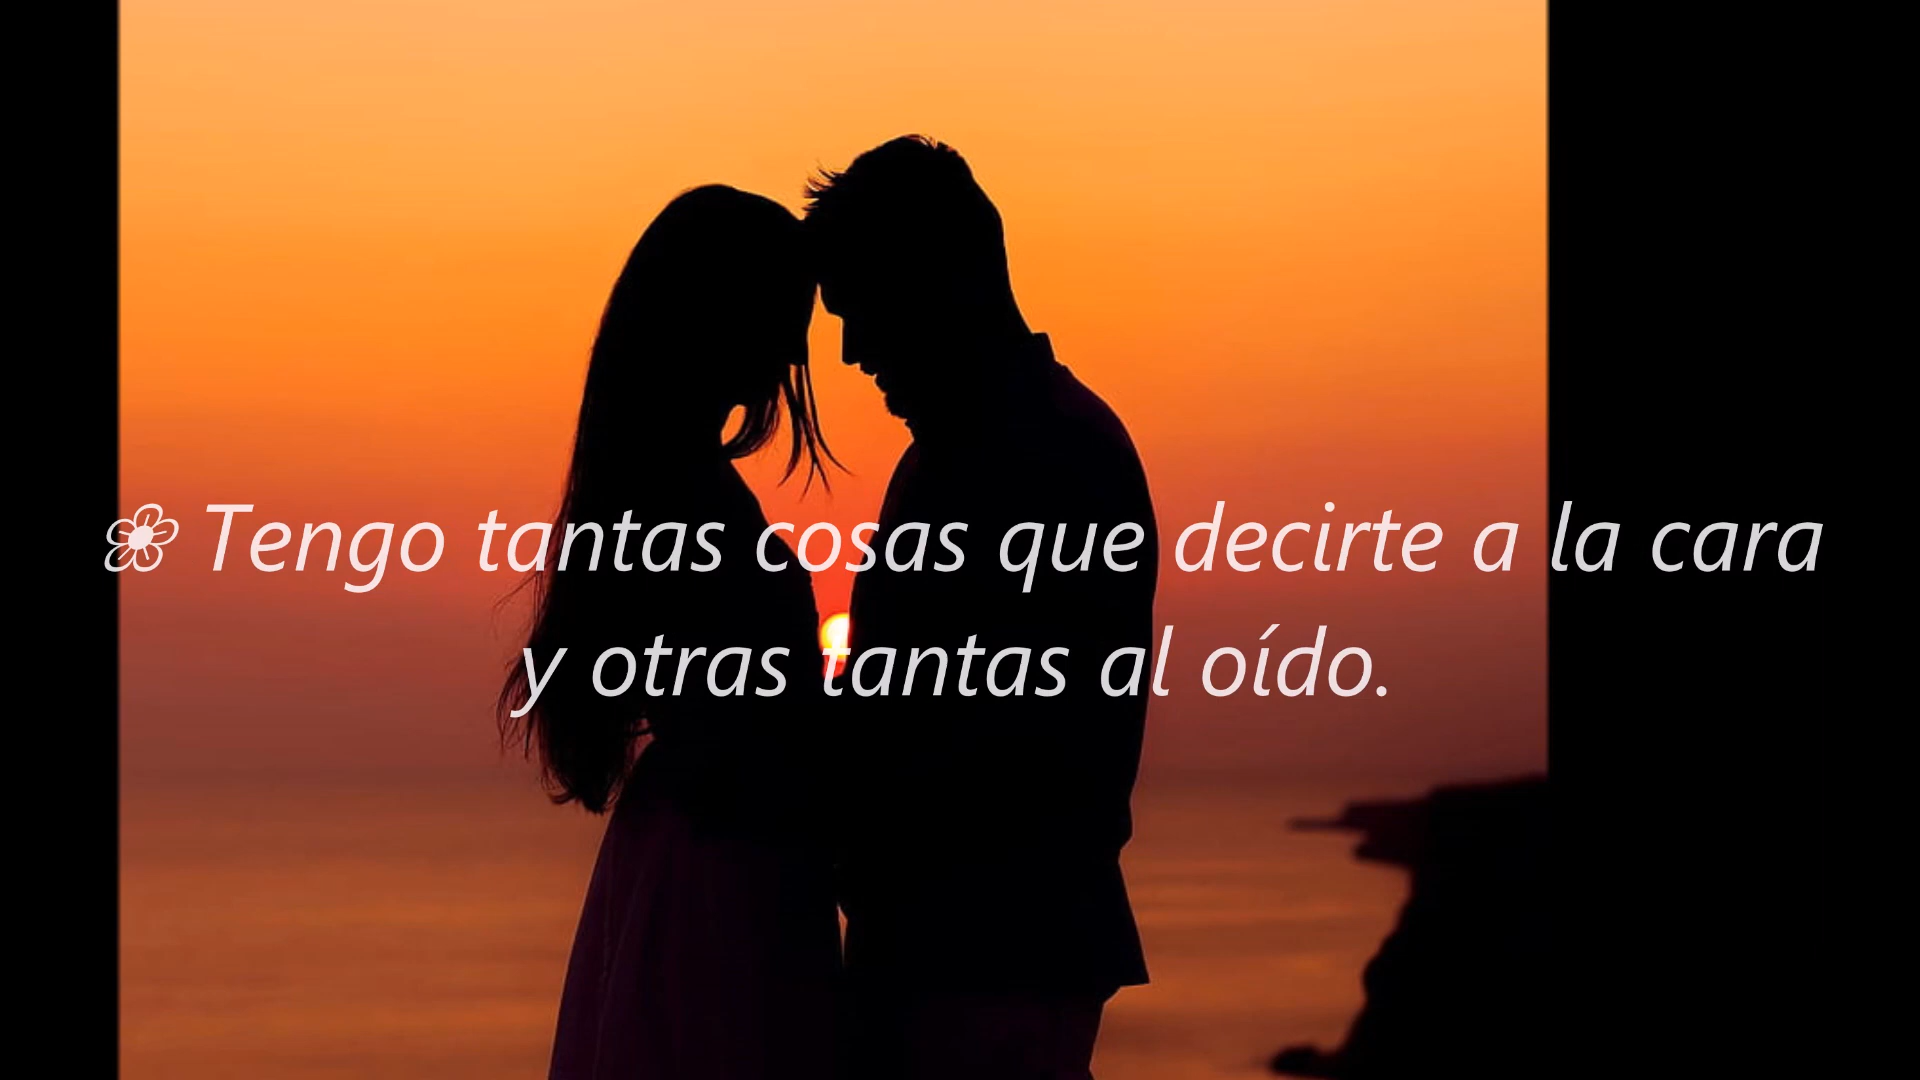 ❀ Tengo tantas cosas que decirte a la cara
y otras tantas al oído.